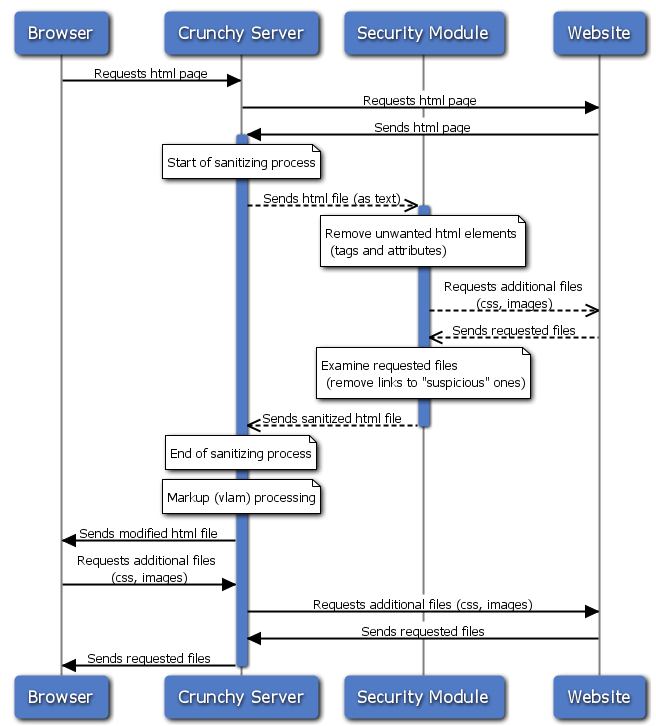 Browser
Crunchy Server
Security Module
Website
Requests html page
Requests html page
Sends html page
Start of sanitizing process
Sends html file (as text)
Remove unwanted html elements
(tags and attributes)
Requests additional files
(css, images)
Sends requested files
Examine requested files
(remove links to "suspicious" ones)
Sends sanitized html file
End of sanitizing process
Markup (vlam) processing
Sends modified html file
Requests additional files
(css, images)
Requests additional files (css, images)
Sends requested files
Sends requested files
Browser
Crunchy Server
Security Module
Website